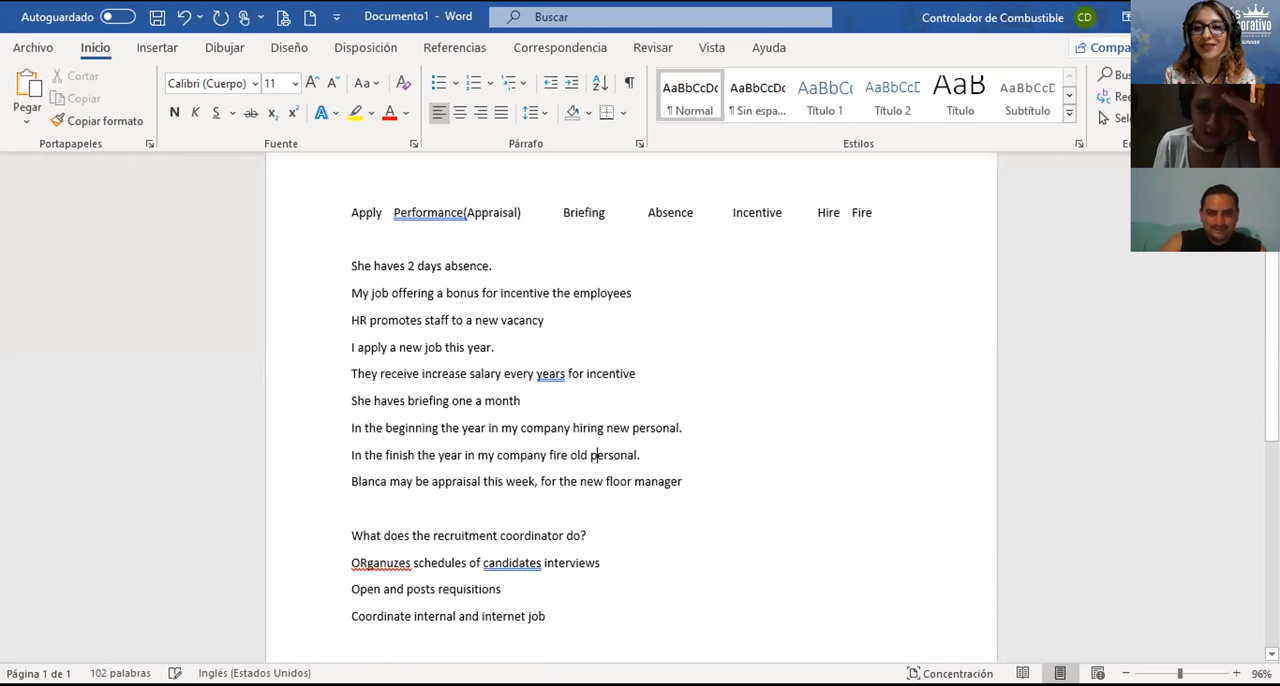 Autoguardado
Documento1 - Word
Buscar
Controlador de Combustible
CD
Archivo Inicio Insertar Dibujar Diseño Disposición Referencias Correspondencia Revisar Vista Ayuda
Pegar
Cortar
Copiar
Copiar formato
Portapapeles
Calibri (Cuerpo) 11
Aa
N K S ab x₂ x² A A
Fuente
Párrafo
AaBbCcDc AaBbCcDc AaBbCc AaBbCcD AaB AaBbCcD
¶ Normal ¶ Sin espa... Título 1 Título 2 Título Subtítulo
Estilos
Apply Performance(Appraisal) Briefing Absence Incentive Hire Fire
She haves 2 days absence.
My job offering a bonus for incentive the employees
HR promotes staff to a new vacancy
I apply a new job this year.
They receive increase salary every years for incentive
She haves briefing one a month
In the beginning the year in my company hiring new personal.
In the finish the year in my company fire old personal.
Blanca may be appraisal this week, for the new floor manager
What does the recruitment coordinator do?
ORganuzes schedules of candidates interviews
Open and posts requisitions
Coordinate internal and internet job
Página 1 de 1 102 palabras Inglés (Estados Unidos) Concentración 96%